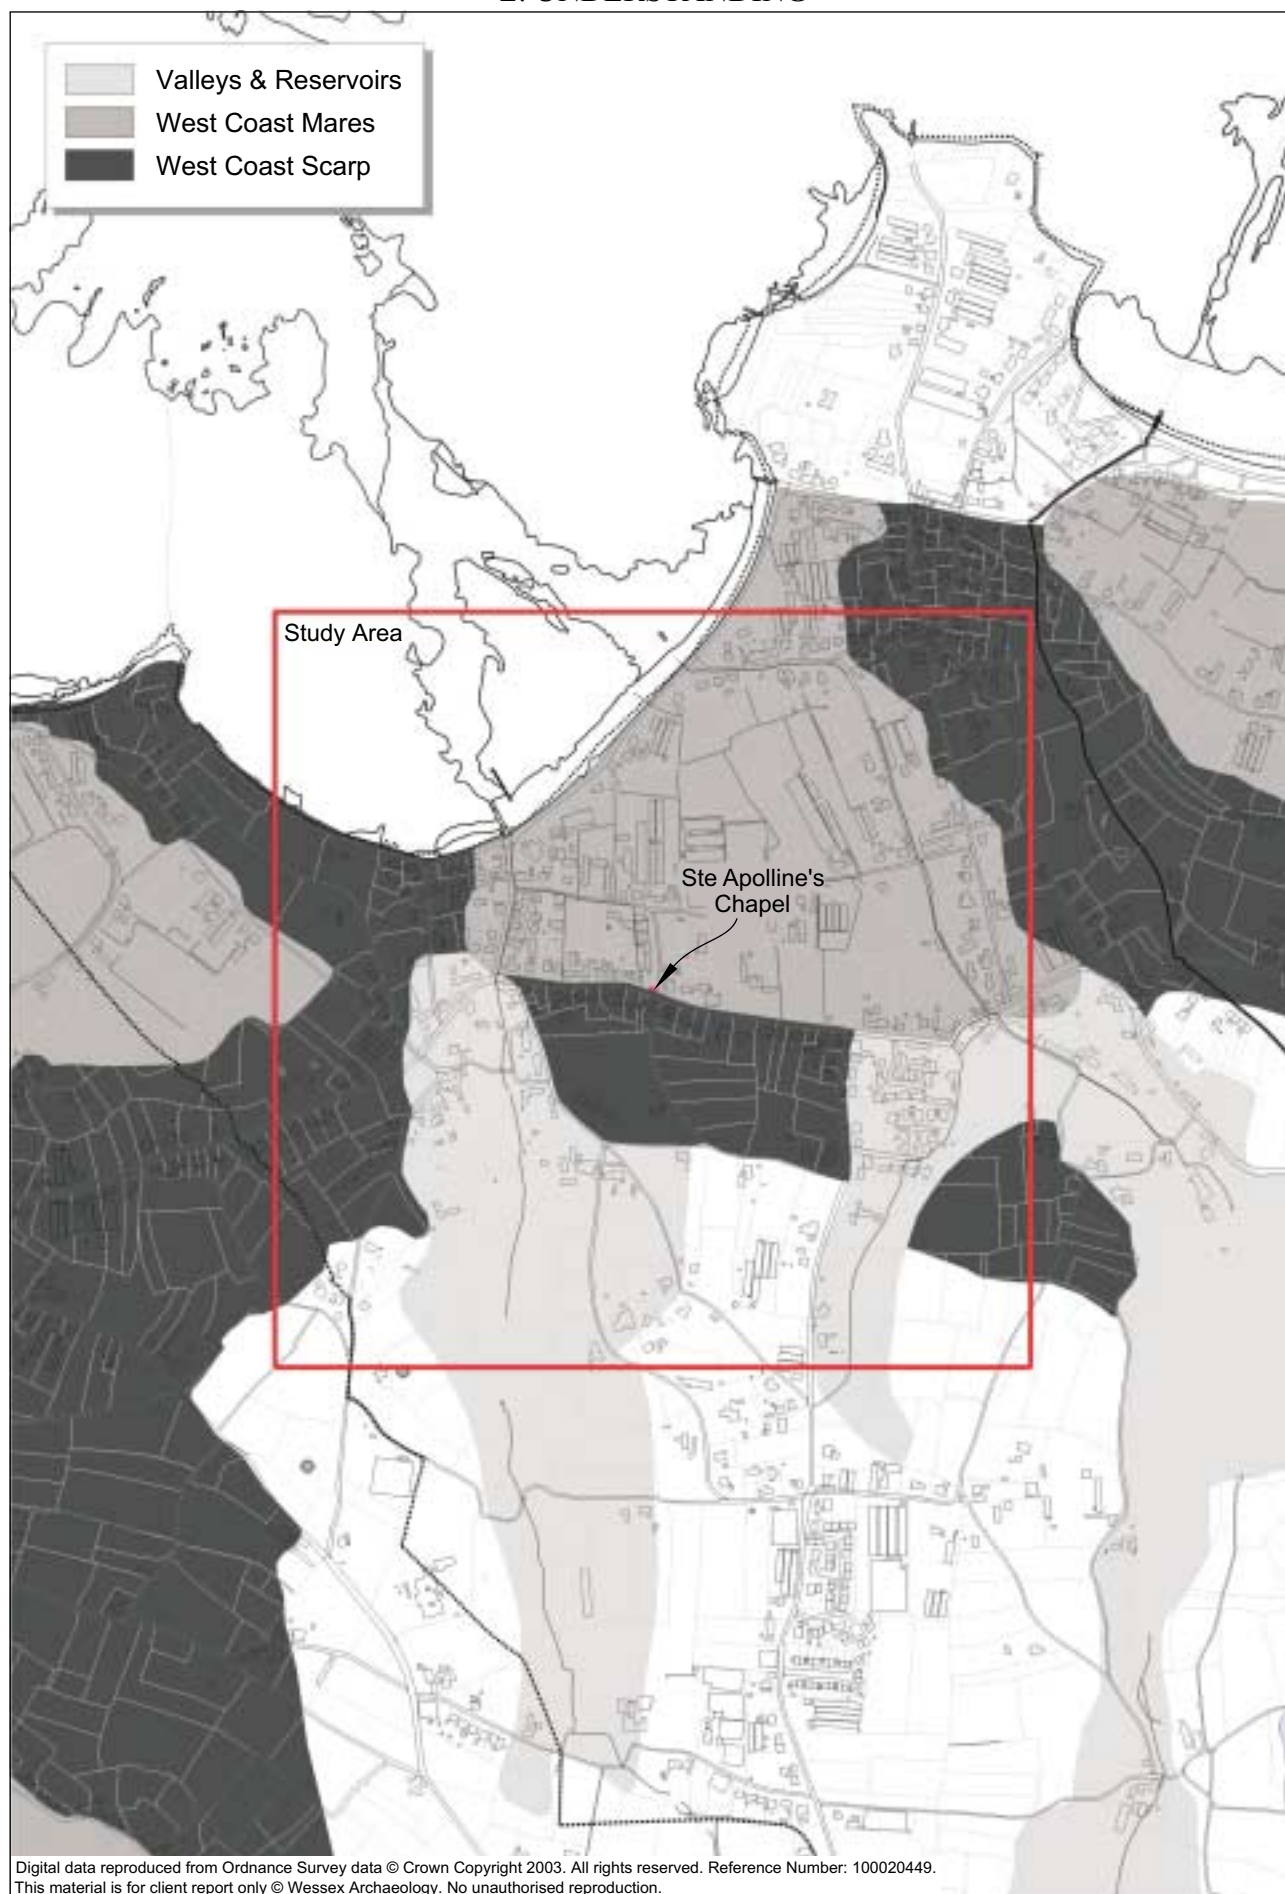 2. UNDERSTANDING
Valleys & Reservoirs
West Coast Mares
West Coast Scarp
Study Area
Ste Apolline's
Chapel
Digital data reproduced from Ordnance Survey data © Crown Copyright 2003. All rights reserved. Reference Number: 100020449.
This material is for client report only © Wessex Archaeology. No unauthorised reproduction.